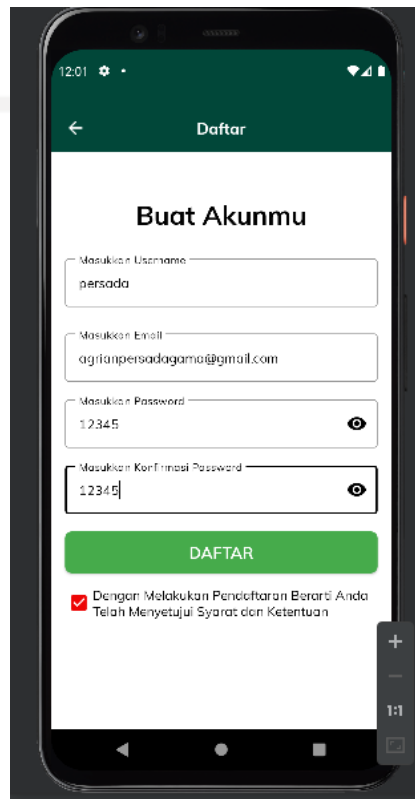 12:01
Daftar
Buat Akunmu
Masukkan Username
persada
Masukkan Email
agrianpersadagama@gmail.com
Masukkan Password
12345
Masukkan Konfirmasi Password
12345
DAFTAR
Dengan Melakukan Pendaftaran Berarti Anda
Telah Menyetujui Syarat dan Ketentuan
1:1